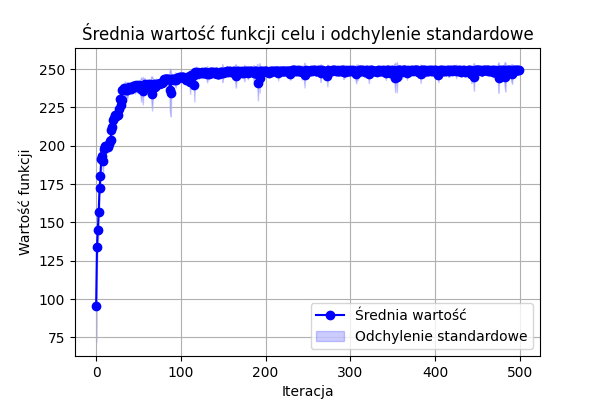 Średnia wartość funkcji celu i odchylenie standardowe
Wartość funkcji
250
225
200
175
150
125
100
75
0 100 200 300 400 500
Iteracja
Średnia wartość
Odchylenie standardowe